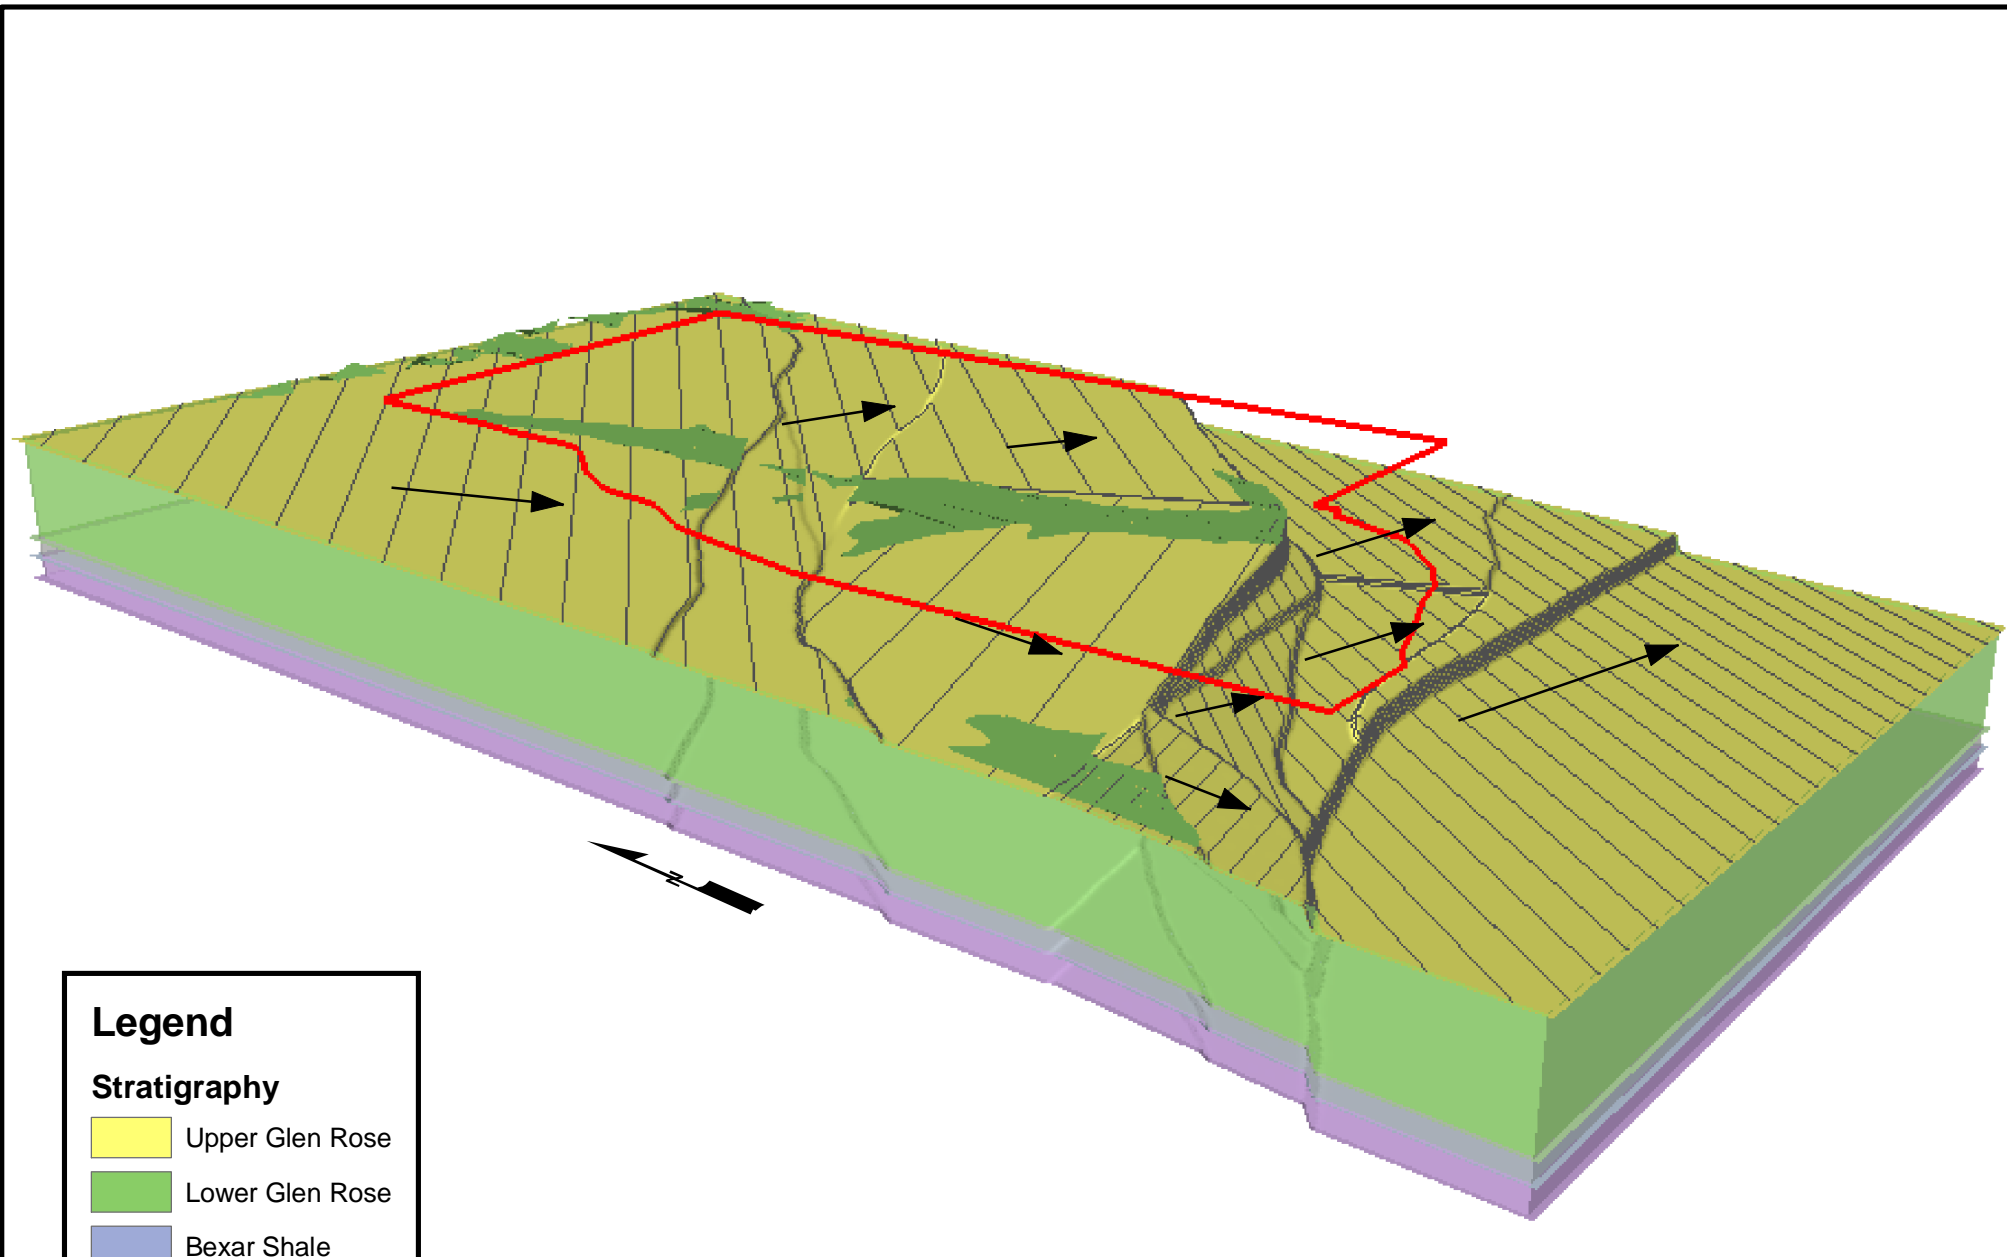 N
Legend
Stratigraphy
Upper Glen Rose
Lower Glen Rose
Bexar Shale